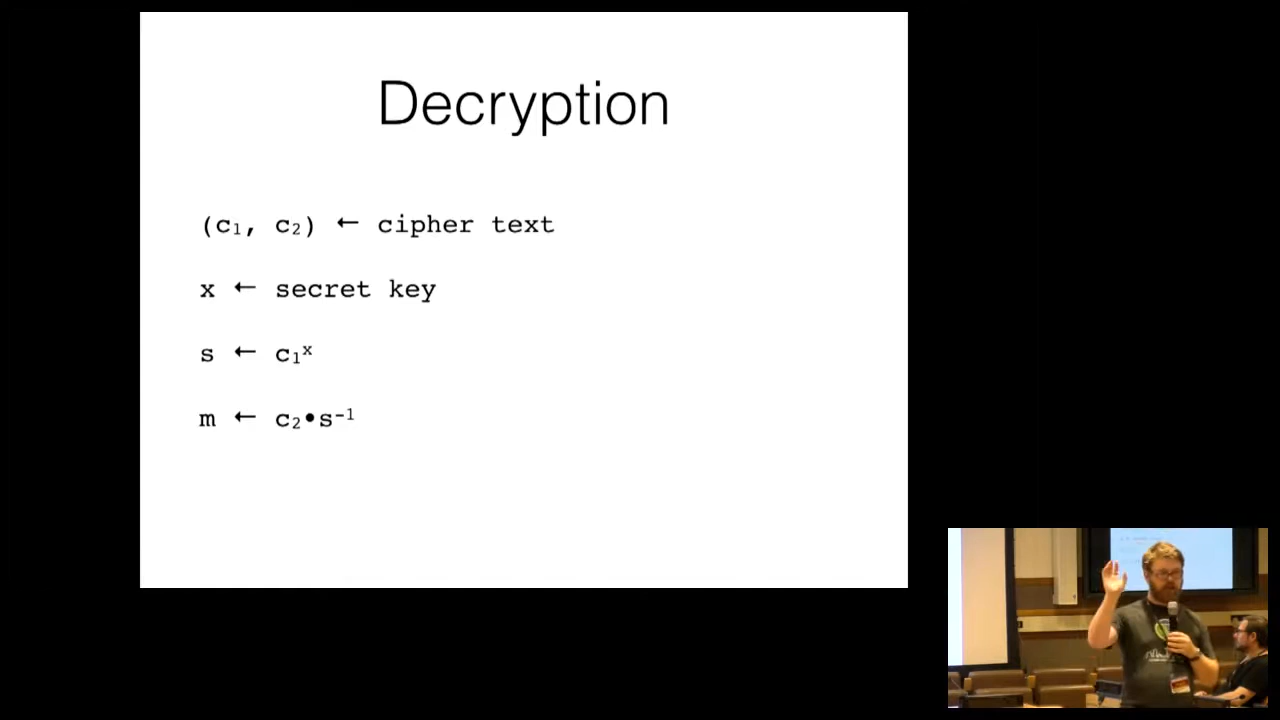 Decryption
(c₁, c₂) ← cipher text
x ← secret key
s ← c₁ˣ
m ← c₂•s⁻¹